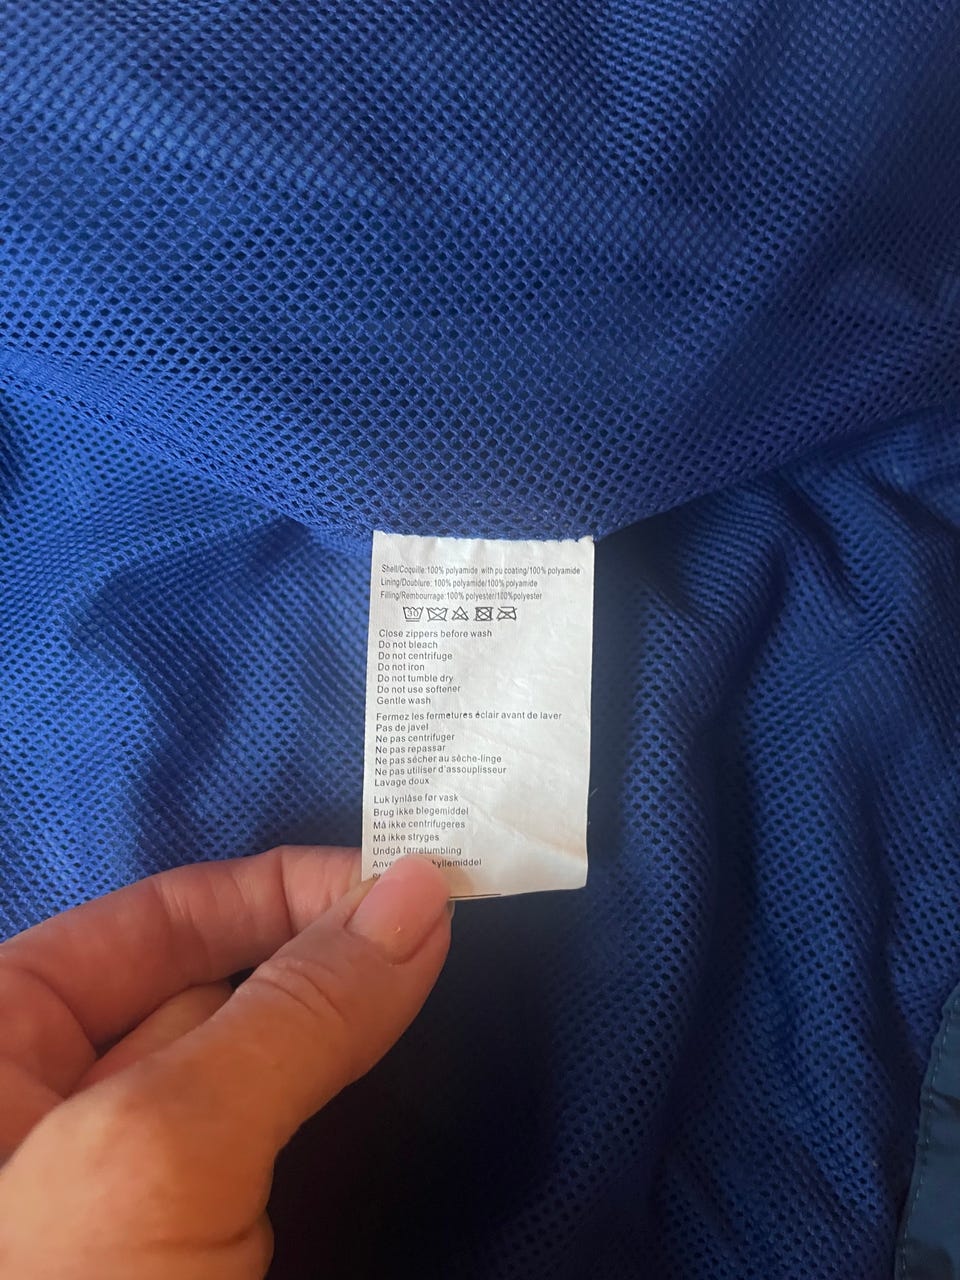 Shell/Coquille:100% polyamide with pu coating/100% polyamide
Lining/Doublure: 100% polyamide/100% polyamide
Filling/Rembourrage:100% polyester/100%polyester
30
Close zippers before wash
Do not bleach
Do not centrifuge
Do not iron
Do not tumble dry
Do not use softener
Gentle wash
Fermez les fermetures éclair avant de laver
Pas de javel
Ne pas centrifuger
Ne pas repassar
Ne pas sécher au sèche-linge
Ne pas utiliser d'assouplisseur
Lavage doux
Luk lynlåse før vask
Brug ikke blegemiddel
Må ikke centrifugeres
Må ikke stryges
Undgå tørretumbling